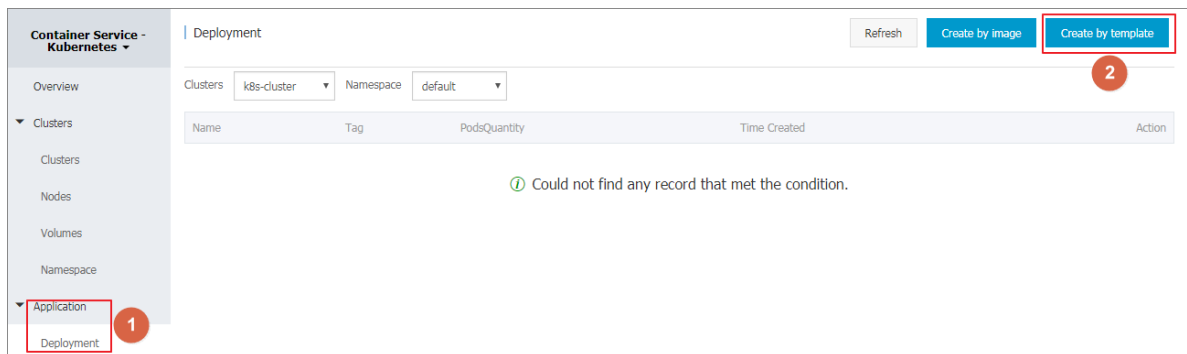 Container Service -
Kubernetes
Overview
Clusters
Clusters
Nodes
Volumes
Namespace
Application
Deployment
1
Deployment
Refresh
Create by image
Create by template
2
Clusters
k8s-cluster
Namespace
default
Name
Tag
PodsQuantity
Time Created
Action
Could not find any record that met the condition.